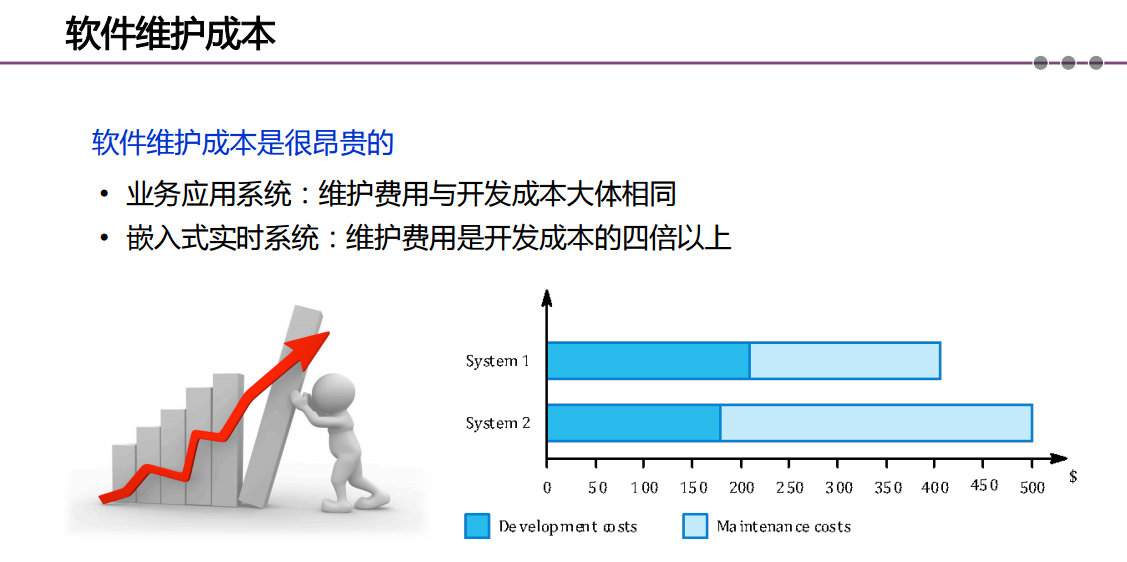 软件维护成本
软件维护成本是很昂贵的
• 业务应用系统：维护费用与开发成本大体相同
• 嵌入式实时系统：维护费用是开发成本的四倍以上
System 1
System 2
0 50 100 150 200 250 300 350 400 450 500 $
Development costs Maintenance costs